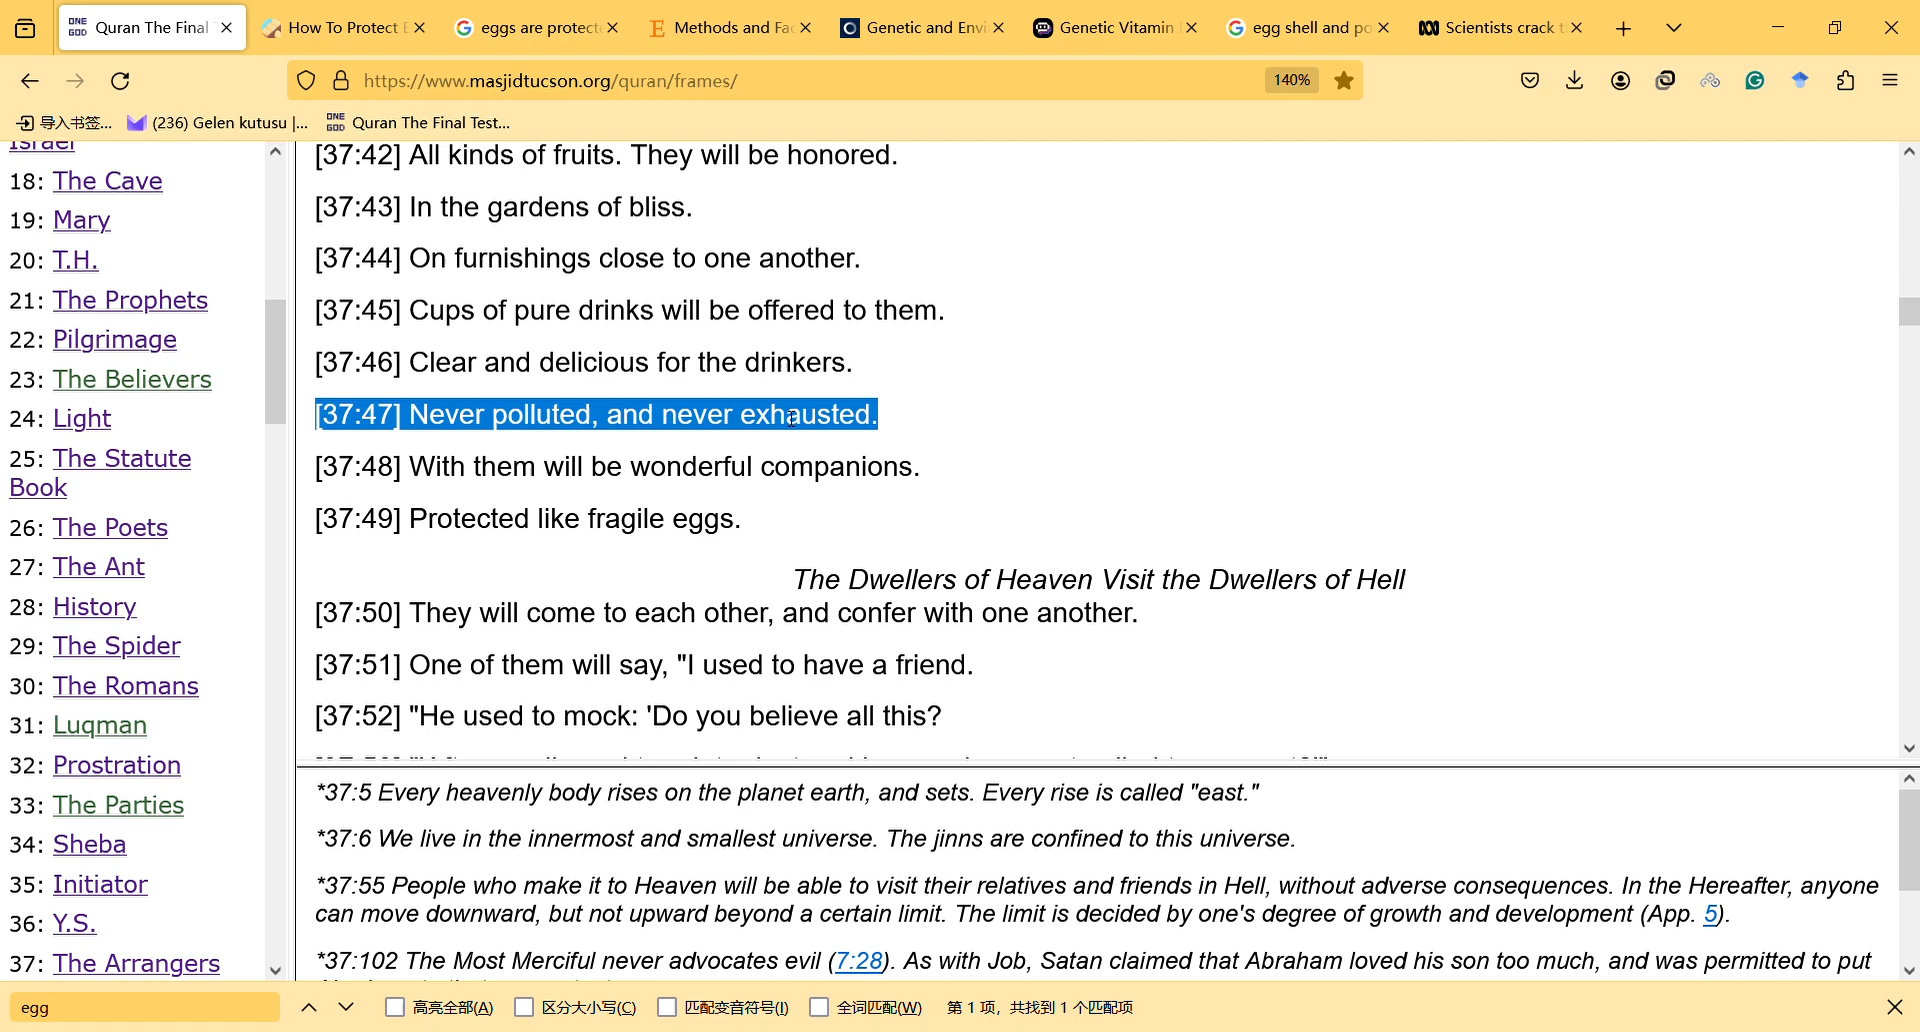 Quran The Final
How To Protect E
eggs are protect
Methods and Fac
Genetic and Envi
Genetic Vitamin
egg shell and po
Scientists crack t
https://www.masjidtucson.org/quran/frames/
140%
导入书签...
(236) Gelen kutusu |...
ONE GOD Quran The Final Test...
Israel
18: The Cave
19: Mary
20: T.H.
21: The Prophets
22: Pilgrimage
23: The Believers
24: Light
25: The Statute
Book
26: The Poets
27: The Ant
28: History
29: The Spider
30: The Romans
31: Luqman
32: Prostration
33: The Parties
34: Sheba
35: Initiator
36: Y.S.
37: The Arrangers
[37:42] All kinds of fruits. They will be honored.
[37:43] In the gardens of bliss.
[37:44] On furnishings close to one another.
[37:45] Cups of pure drinks will be offered to them.
[37:46] Clear and delicious for the drinkers.
[37:47] Never polluted, and never exhausted.
[37:48] With them will be wonderful companions.
[37:49] Protected like fragile eggs.
The Dwellers of Heaven Visit the Dwellers of Hell
[37:50] They will come to each other, and confer with one another.
[37:51] One of them will say, "I used to have a friend.
[37:52] "He used to mock: 'Do you believe all this?
*37:5 Every heavenly body rises on the planet earth, and sets. Every rise is called "east."
*37:6 We live in the innermost and smallest universe. The jinns are confined to this universe.
*37:55 People who make it to Heaven will be able to visit their relatives and friends in Hell, without adverse consequences. In the Hereafter, anyone
can move downward, but not upward beyond a certain limit. The limit is decided by one's degree of growth and development (App. 5).
*37:102 The Most Merciful never advocates evil (7:28). As with Job, Satan claimed that Abraham loved his son too much, and was permitted to put
egg
高亮全部(A)
区分大小写(C)
匹配变音符号(I)
全词匹配(W)
第 1 项，共找到 1 个匹配项